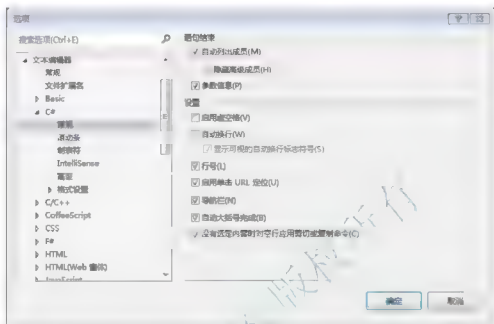 选项
搜索选项(Ctrl+E)
文本编辑器
常规
文件扩展名
Basic
C#
常规
滚动条
制表符
IntelliSense
高级
格式设置
C/C++
CoffeeScript
CSS
F#
HTML
HTML(Web 窗体)
JavaScript
语句结束
自动列出成员(M)
隐藏高级成员(H)
参数信息(P)
设置
启用虚空格(V)
自动换行(W)
显示可视的自动换行标志符号(S)
行号(L)
启用单击 URL 定位(U)
导航栏(N)
自动大括号完成(B)
没有选定内容时对空行应用剪切或复制命令(C)
确定
取消
版权